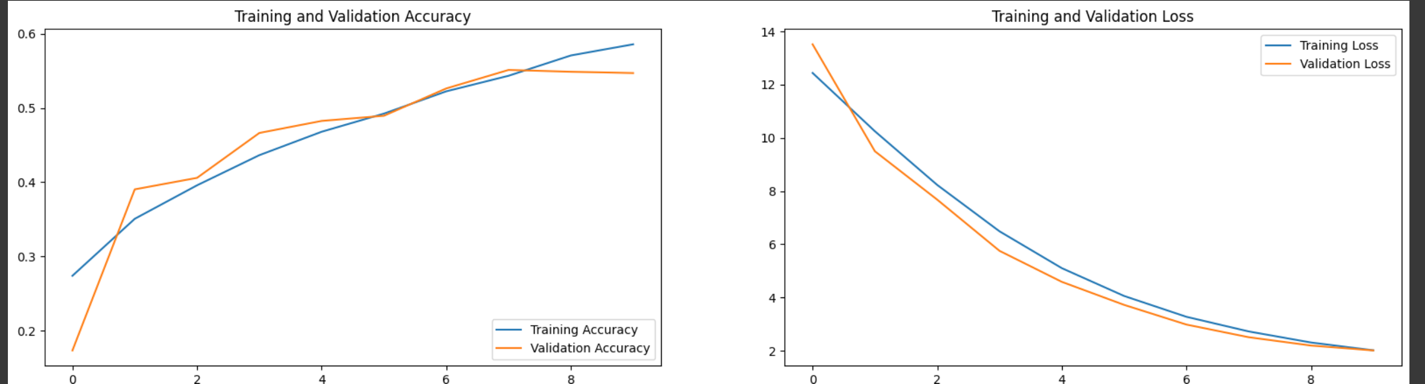 Training and Validation Accuracy
0.6
0.5
0.4
0.3
0.2
Training Accuracy
Validation Accuracy
0 2 4 6 8
Training and Validation Loss
14
12
10
8
6
4
2
Training Loss
Validation Loss
0 2 4 6 8